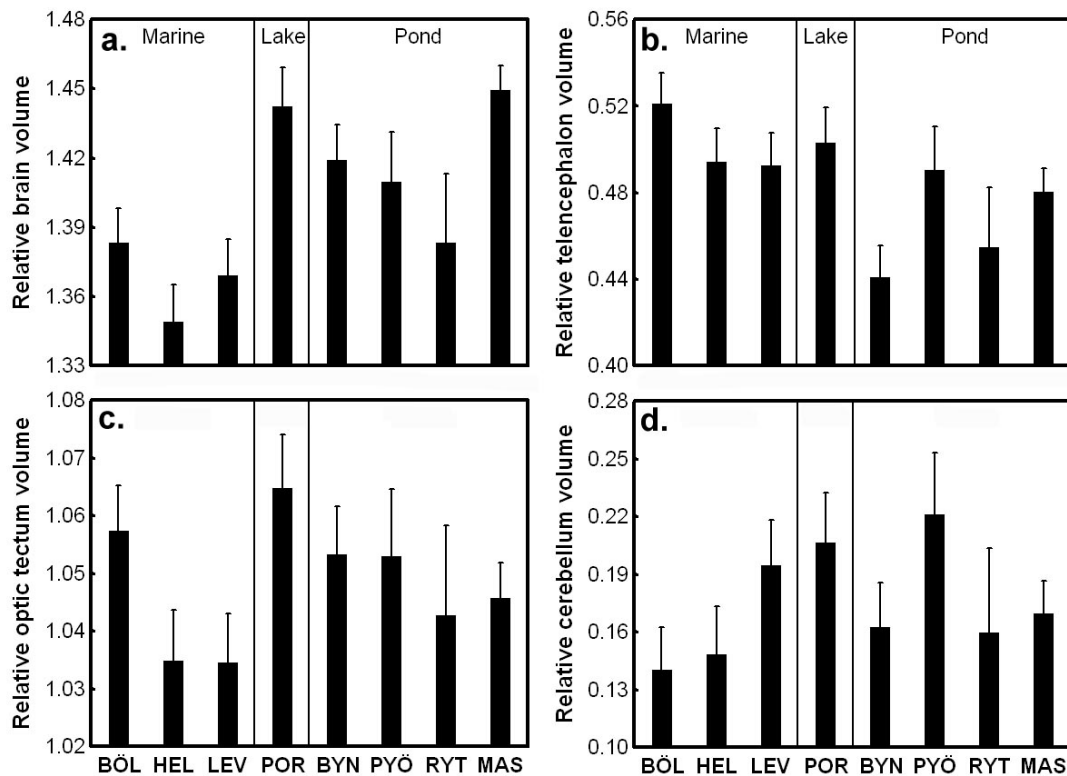 a.
Marine Lake Pond
Relative brain volume
1.48
1.45
1.42
1.39
1.36
1.33
b.
Marine Lake Pond
Relative telencephalon volume
0.56
0.52
0.48
0.44
0.40
c.
Relative optic tectum volume
1.08
1.07
1.06
1.05
1.04
1.03
1.02
BÖL HEL LEV POR BYN PYÖ RYT MAS
d.
Relative cerebellum volume
0.28
0.25
0.22
0.19
0.16
0.13
0.10
BÖL HEL LEV POR BYN PYÖ RYT MAS